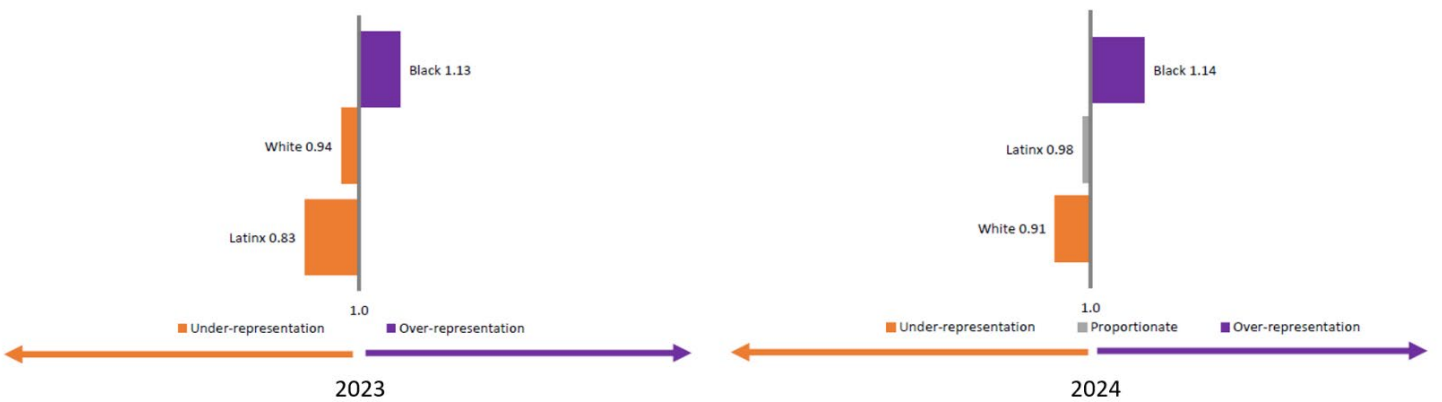 Black 1.13
White 0.94
Latinx 0.83
1.0
Under-representation Over-representation
2023
Black 1.14
Latinx 0.98
White 0.91
1.0
Under-representation Proportionate Over-representation
2024